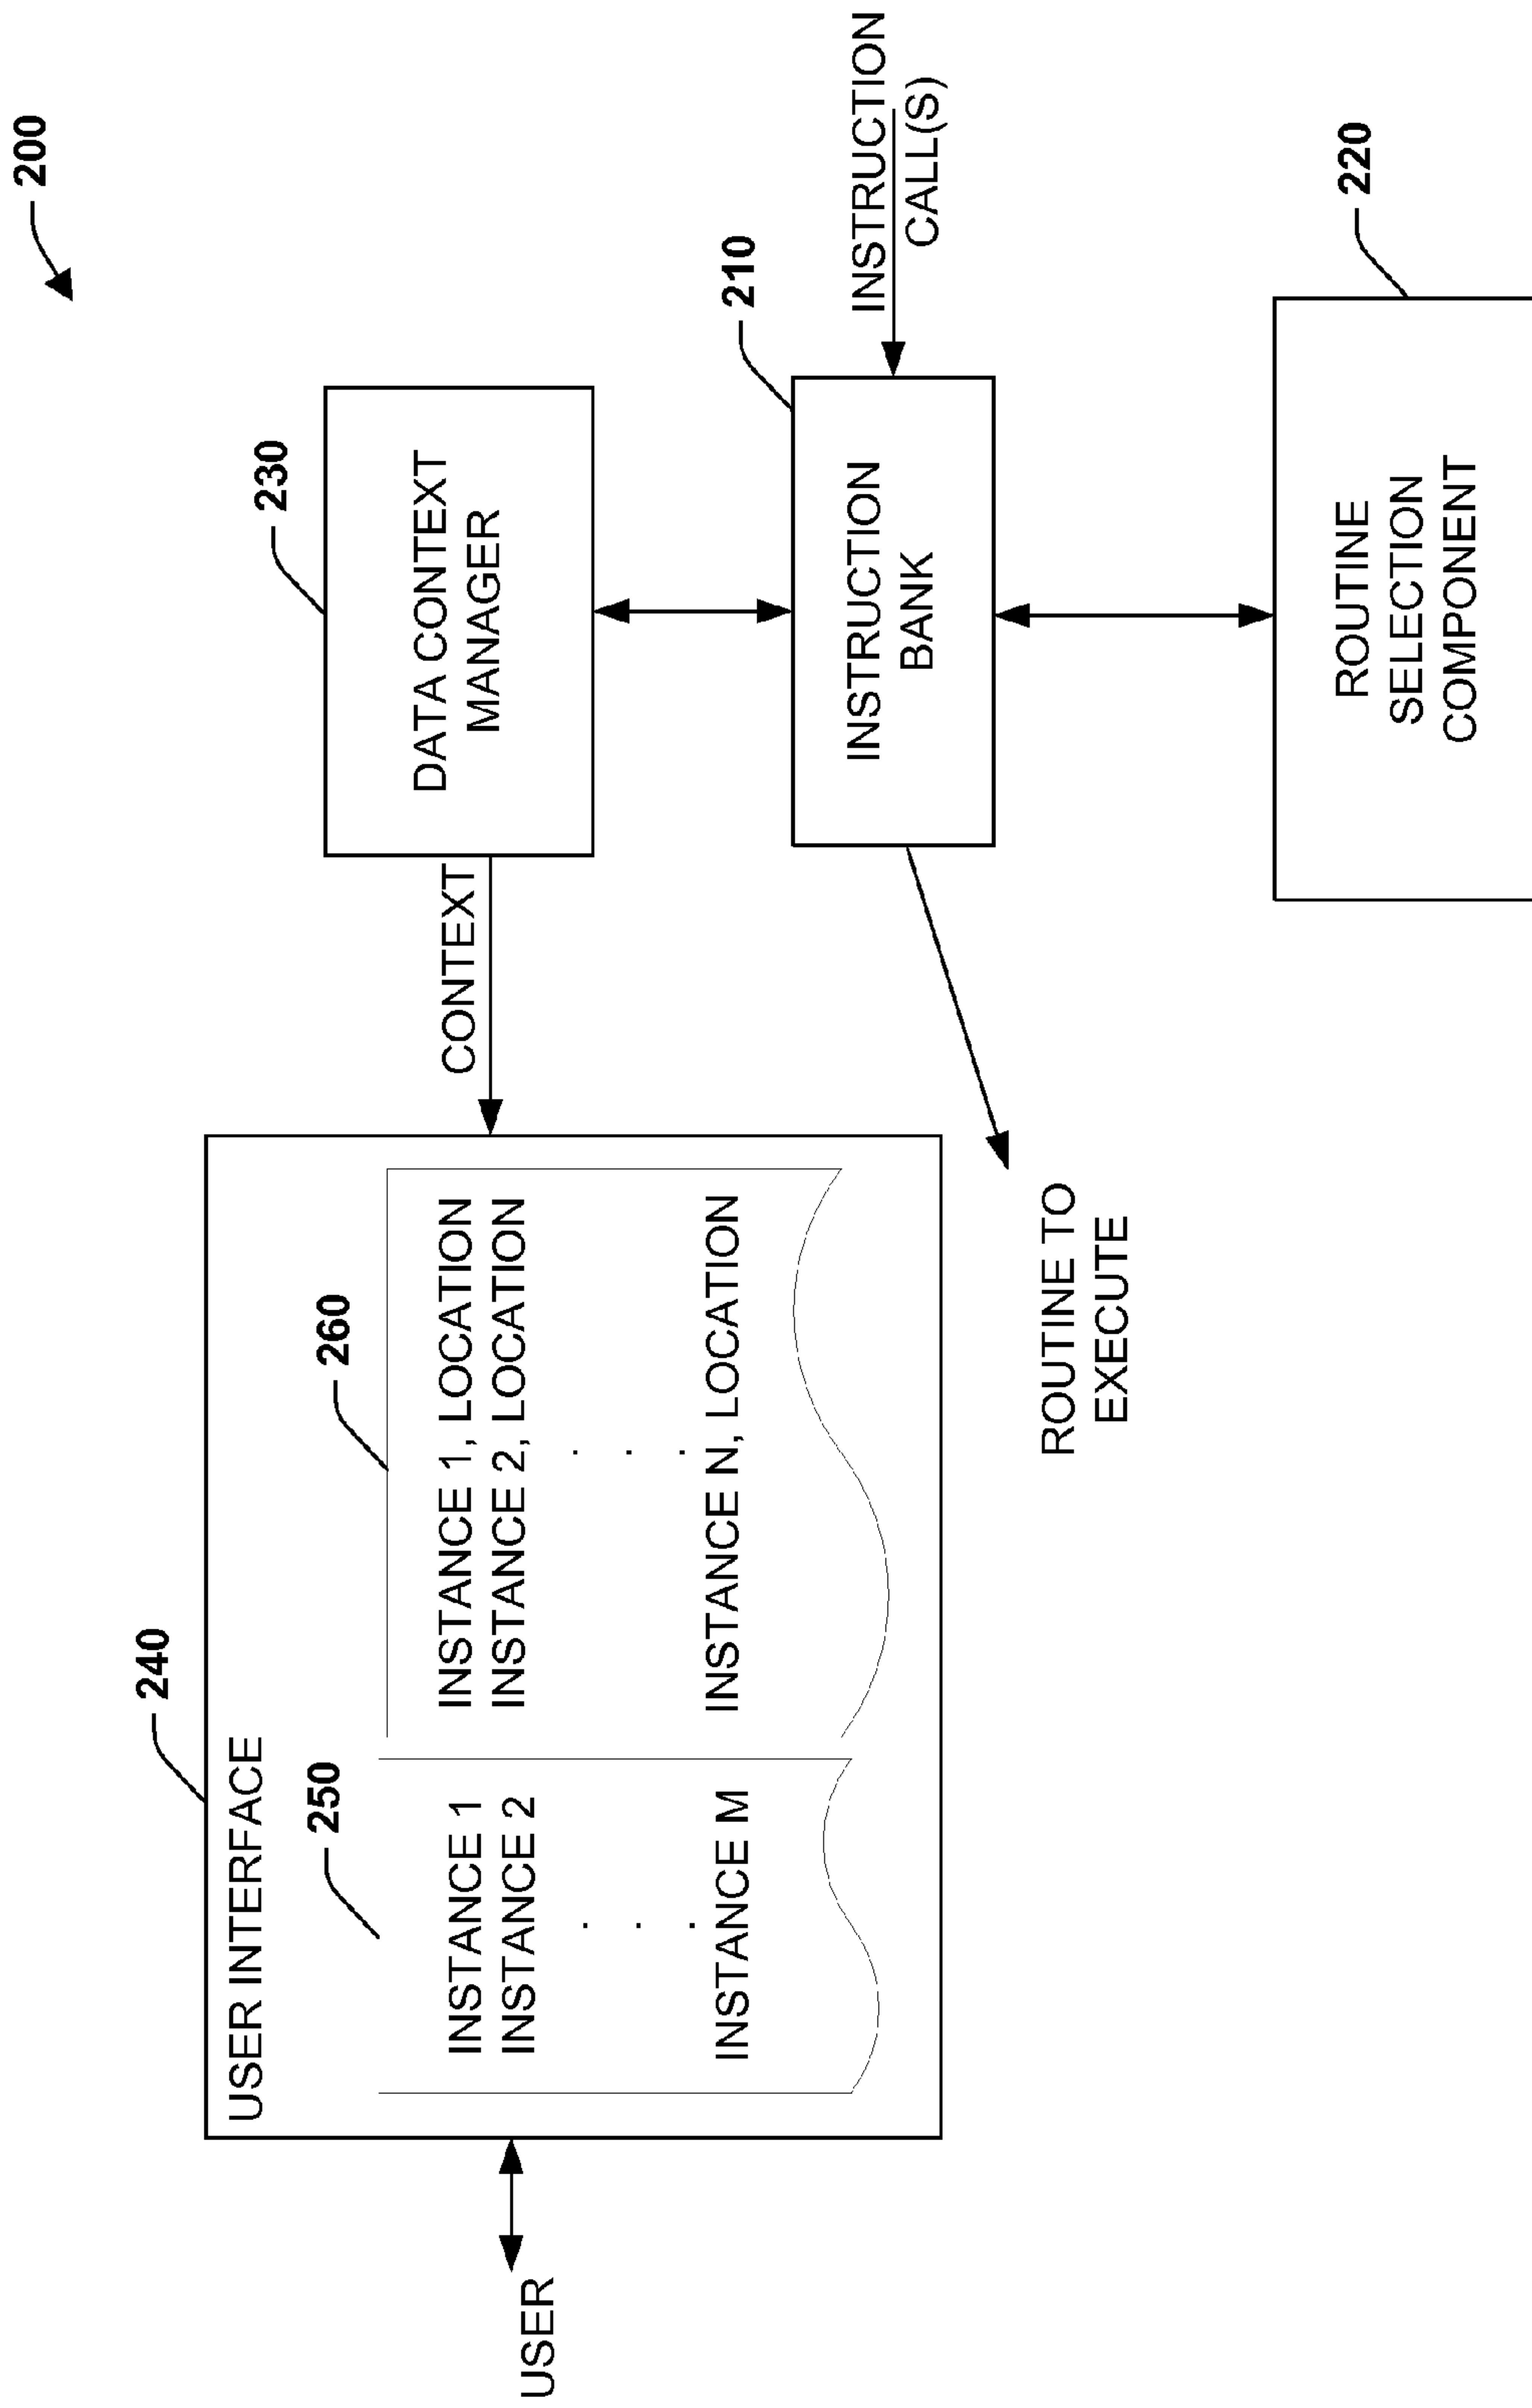 200
240
USER INTERFACE
250
260
INSTANCE 1
INSTANCE 2
. . .
INSTANCE M
INSTANCE 1, LOCATION
INSTANCE 2, LOCATION
. . .
INSTANCE N, LOCATION
USER
CONTEXT
230
DATA CONTEXT
MANAGER
210
INSTRUCTION
BANK
INSTRUCTION
CALL(S)
ROUTINE TO
EXECUTE
220
ROUTINE
SELECTION
COMPONENT